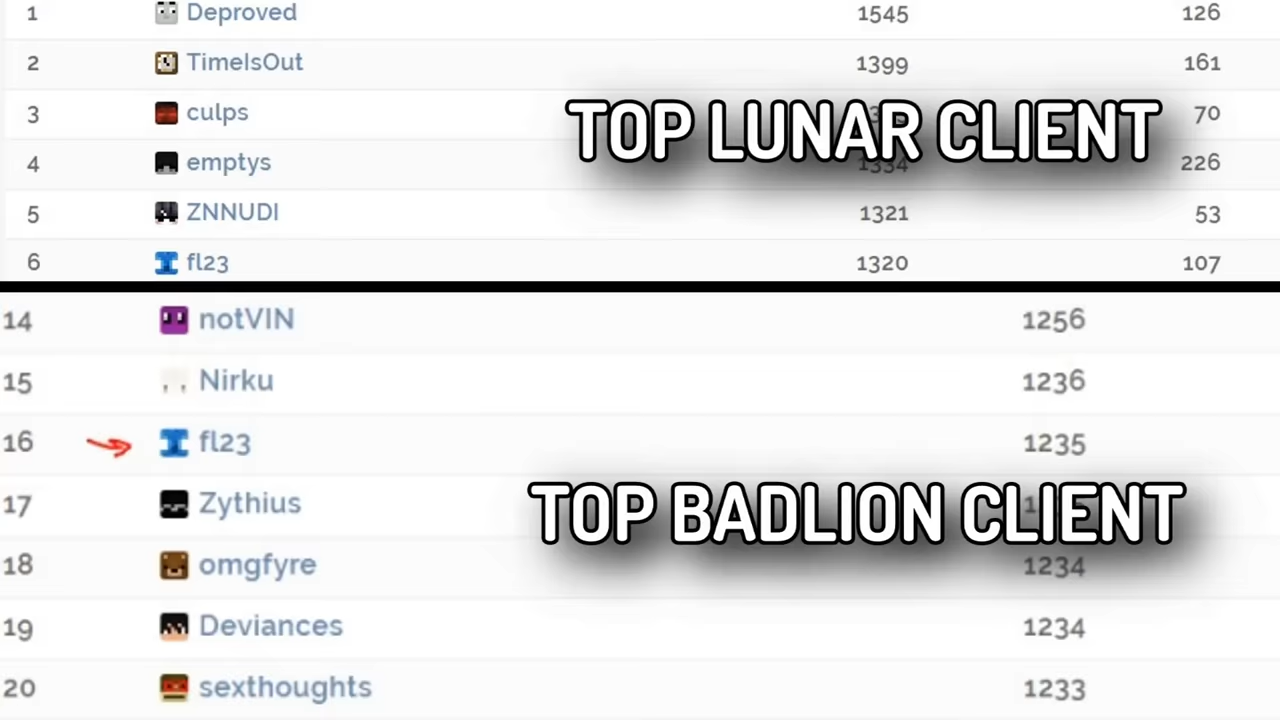 1 Deproved 1545 126
2 TimeIsOut 1399 161
3 culps 70
TOP LUNAR CLIENT
4 emptys 1334 226
5 ZNNUDI 1321 53
6 fl23 1320 107
14 notVIN 1256
15 Nirku 1236
16 fl23 1235
17 Zythius
TOP BADLION CLIENT
18 omgfyre 1234
19 Deviances 1234
20 sexthoughts 1233